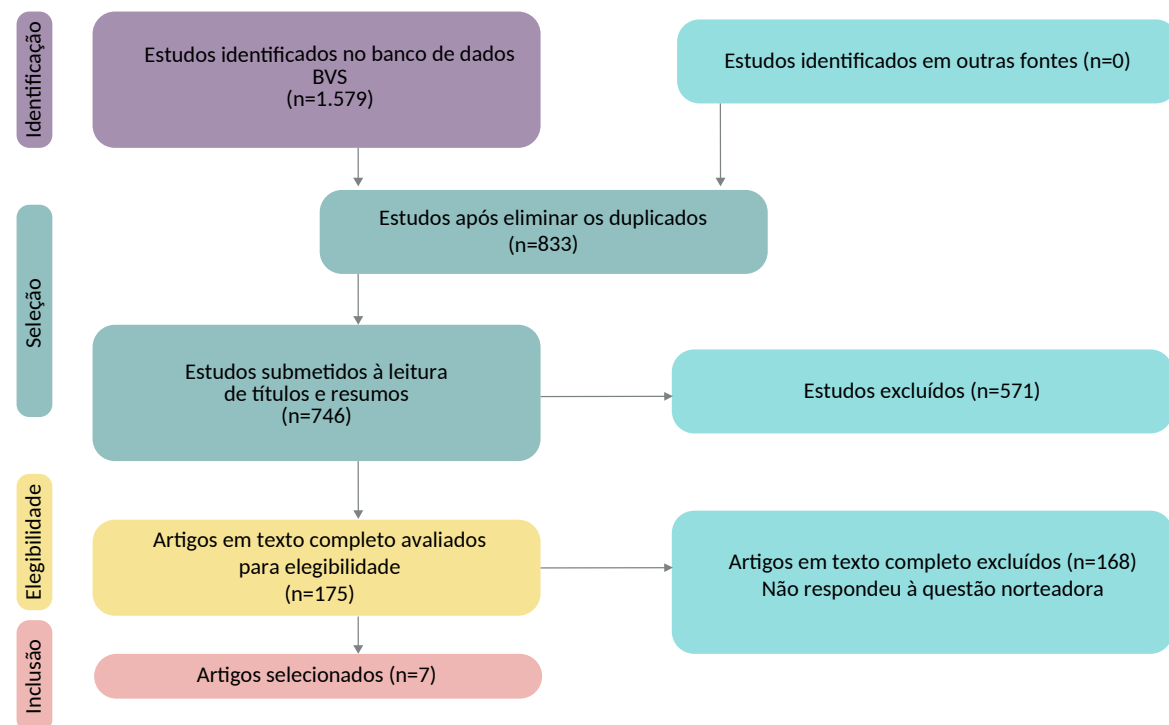 Identificação
Estudos identificados no banco de dados
BVS
(n=1.579)
Estudos identificados em outras fontes (n=0)
Seleção
Estudos após eliminar os duplicados
(n=833)
Estudos submetidos à leitura
de títulos e resumos
(n=746)
Estudos excluídos (n=571)
Elegibilidade
Artigos em texto completo avaliados
para elegibilidade
(n=175)
Artigos em texto completo excluídos (n=168)
Não respondeu à questão norteadora
Inclusão
Artigos selecionados (n=7)